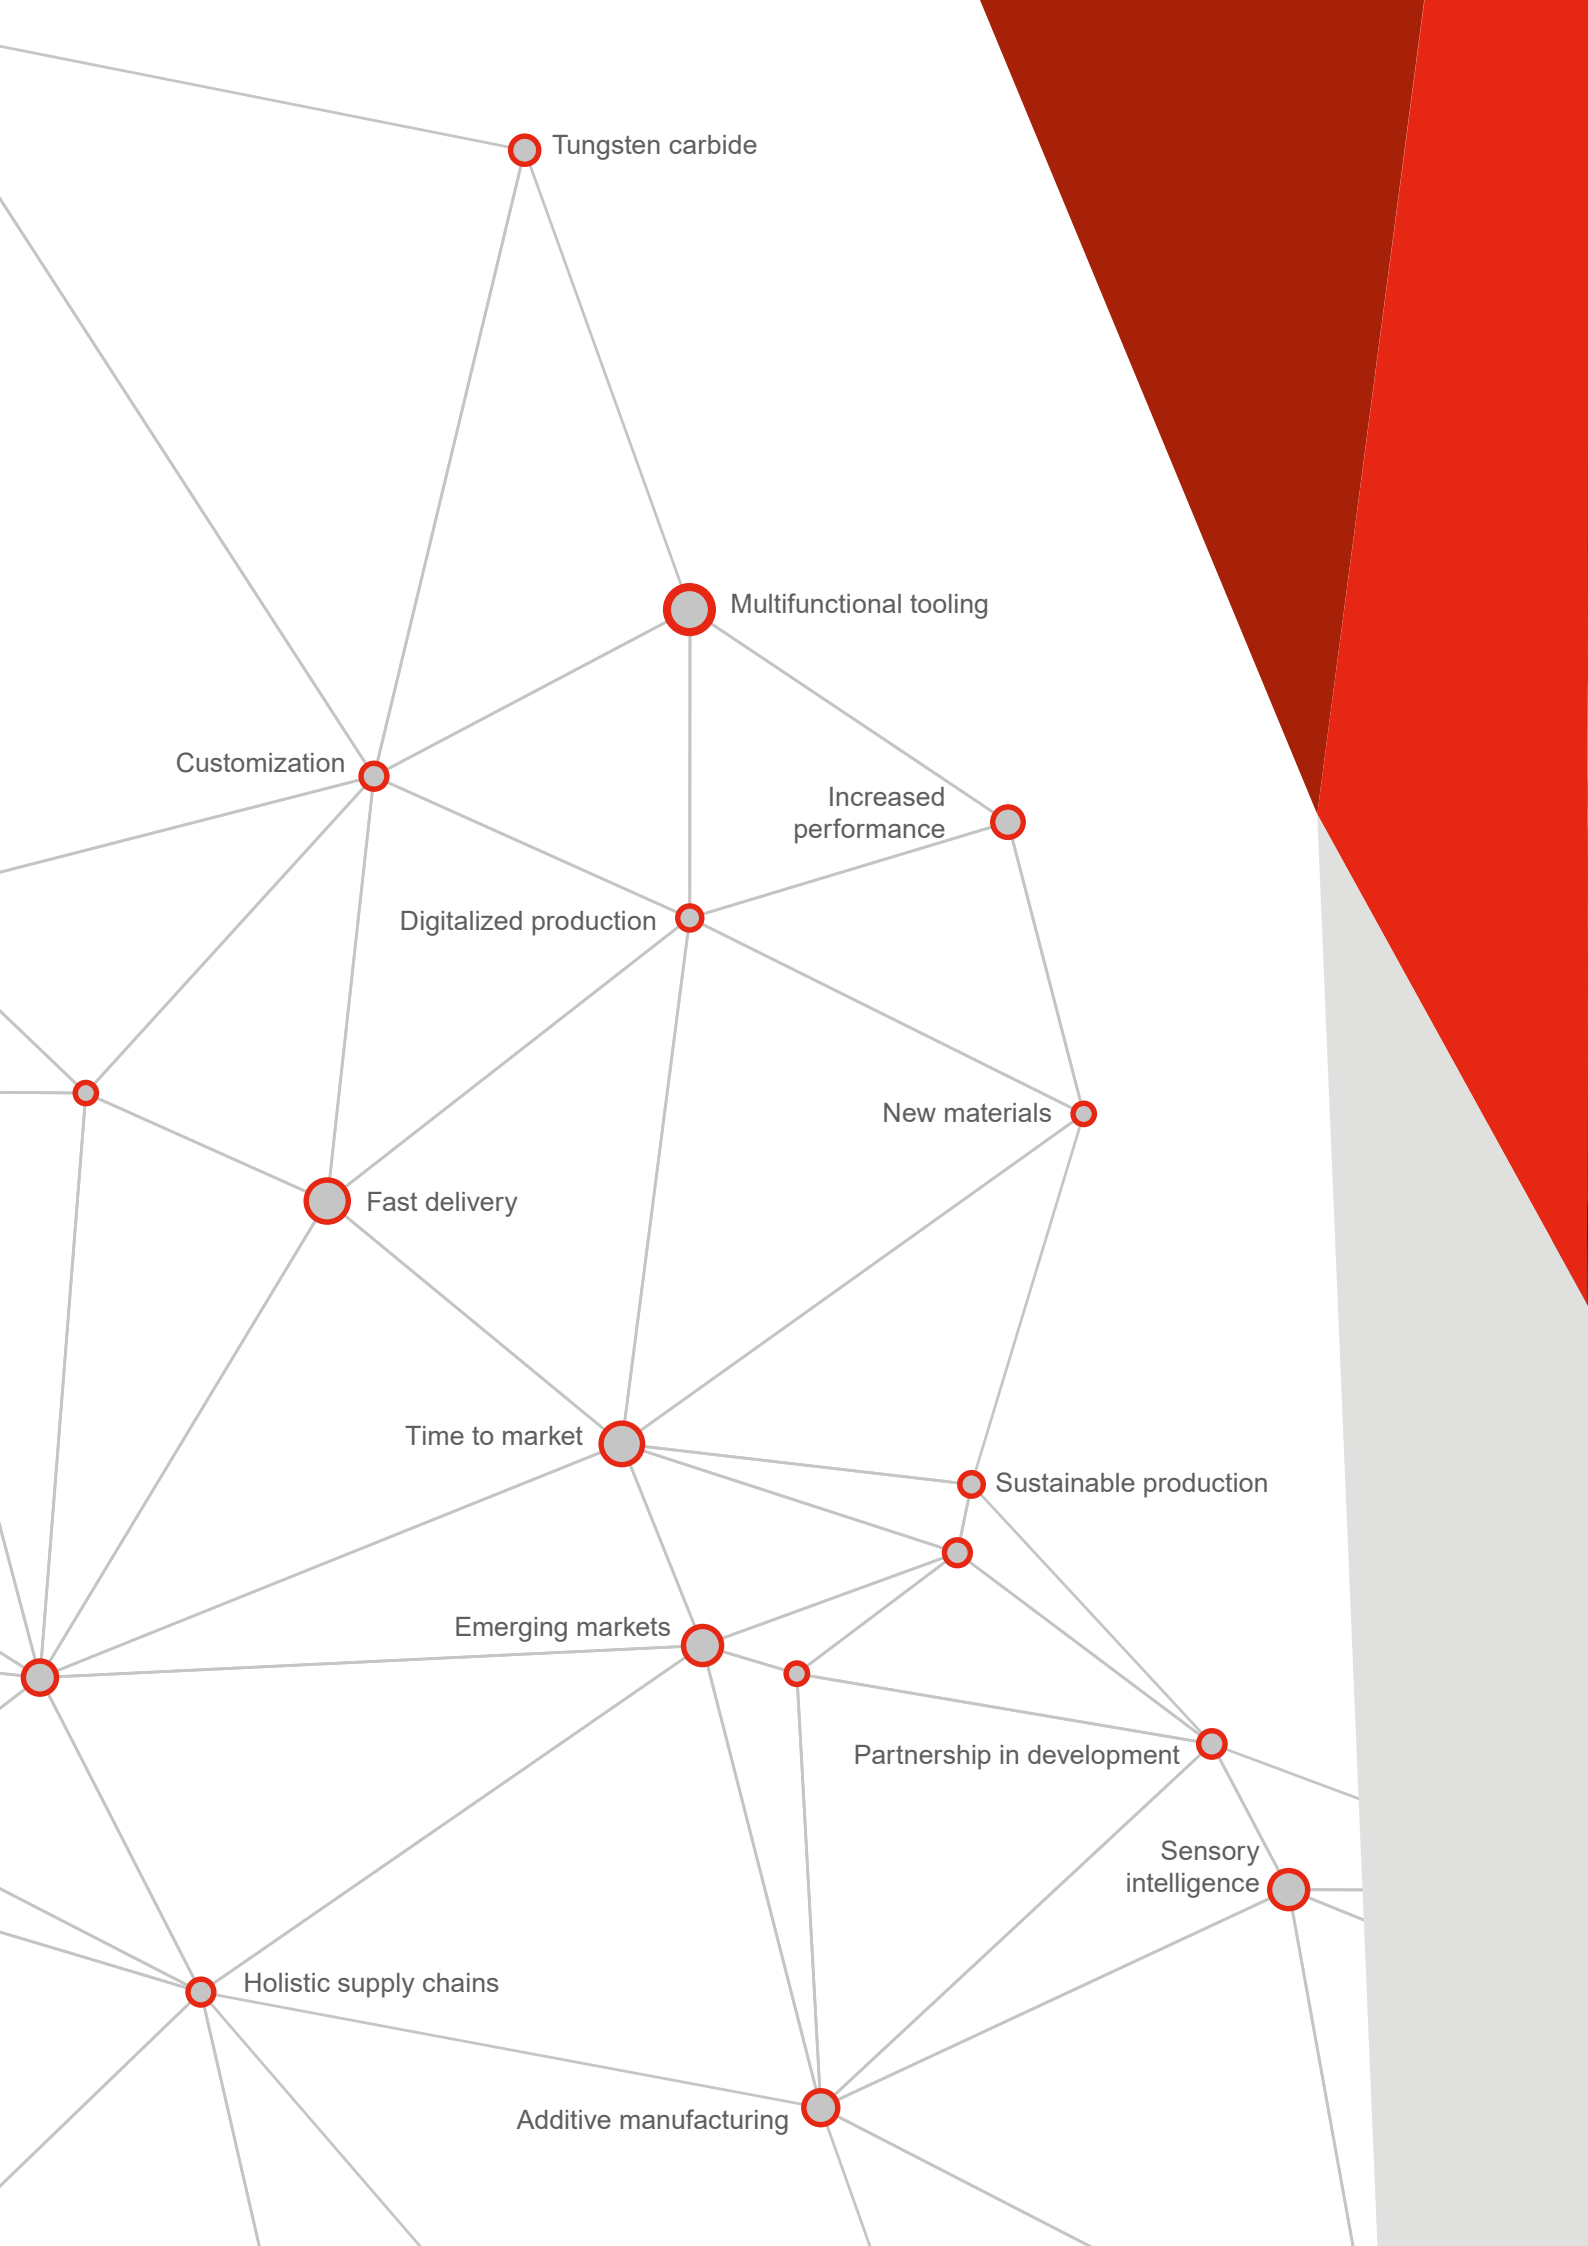 Tungsten carbide
Multifunctional tooling
Customization
Increased
performance
Digitalized production
New materials
Fast delivery
Time to market
Sustainable production
Emerging markets
Partnership in development
Sensory
intelligence
Holistic supply chains
Additive manufacturing